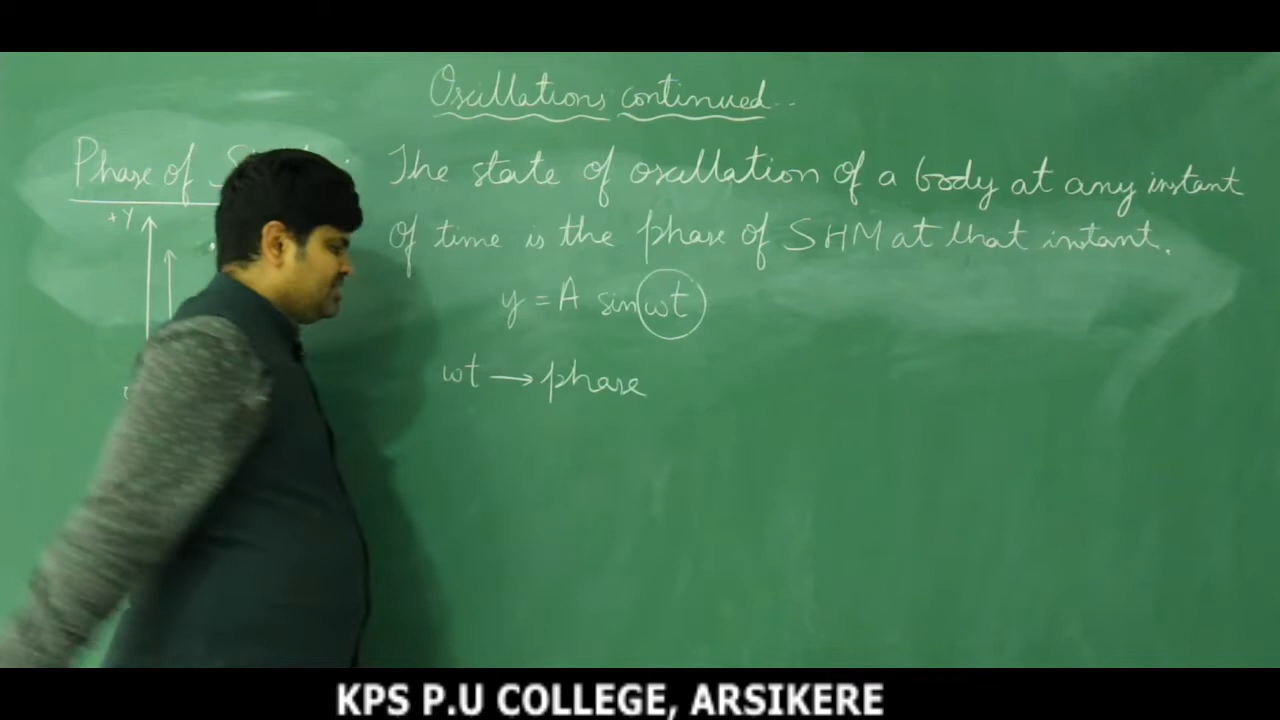 Oscillations continued..
Phase of : The state of oscillation of a body at any instant
of time is the phase of SHM at that instant.
+Y
y = A sin ωt
ωt → phase
KPS P.U COLLEGE, ARSIKERE